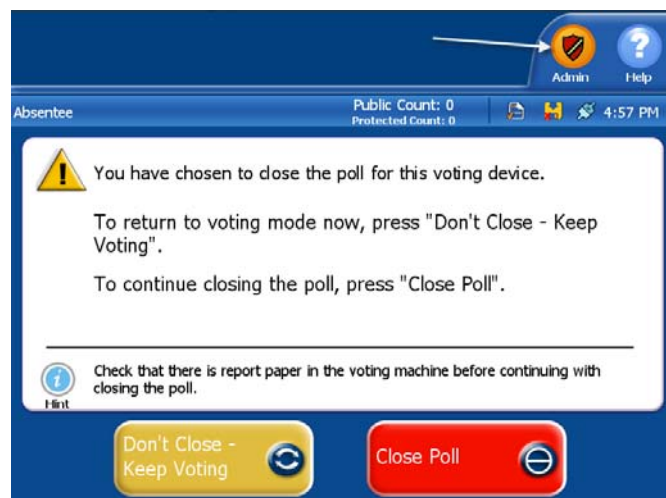 Admin
Help
Absentee
Public Count: 0
Protected Count: 0
4:57 PM
You have chosen to close the poll for this voting device.
To return to voting mode now, press "Don't Close - Keep
Voting".
To continue closing the poll, press "Close Poll".
Check that there is report paper in the voting machine before continuing with
closing the poll.
Hint
Don't Close -
Keep Voting
Close Poll